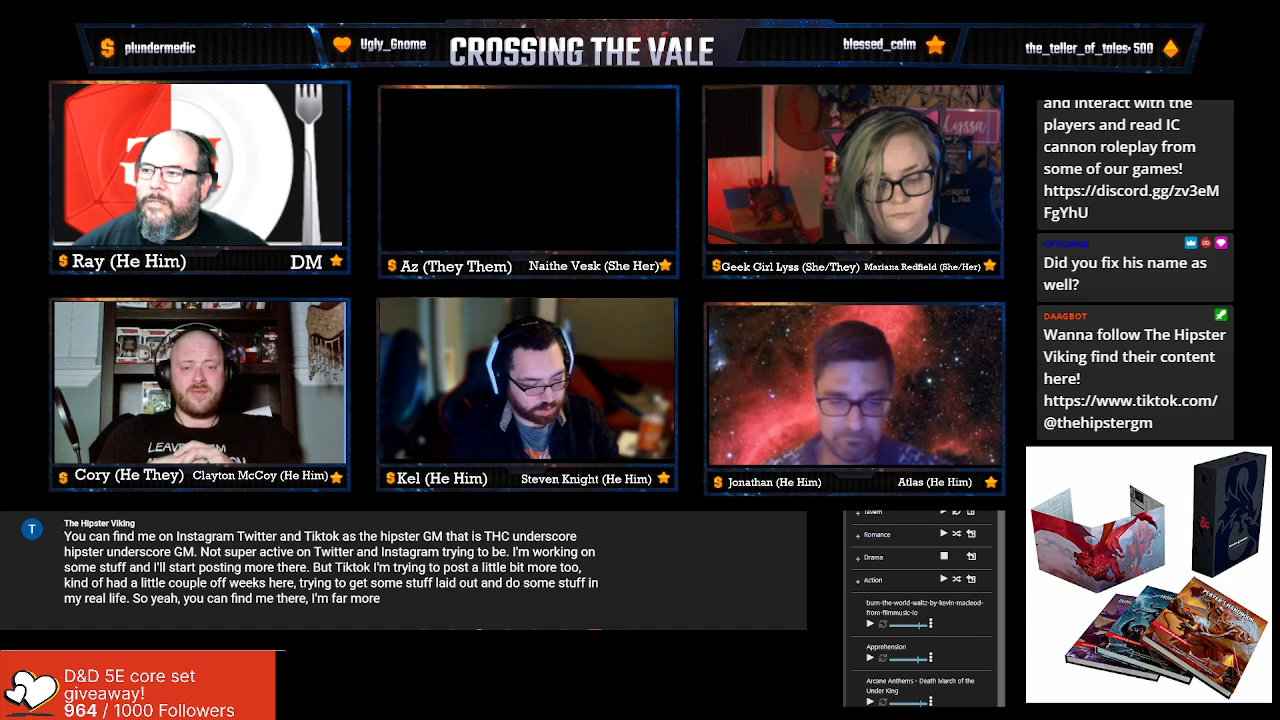 plundermedic
Ugly_Gnome
CROSSING THE VALE
blessed_calm
the_teller_of_tales· 500
Ray (He Him)
DM
Az (They Them)
Naithe Vesk (She Her)
Geek Girl Lyss (She/They)
Mariana Redfield (She/Her)
Cory (He They)
Clayton McCoy (He Him)
Kel (He Him)
Steven Knight (He Him)
Jonathan (He Him)
Atlas (He Him)
and interact with the
players and read IC
cannon roleplay from
some of our games!
https://discord.gg/zv3eM
FgYhU
Did you fix his name as
well?
DAAGBOT
Wanna follow The Hipster
Viking find their content
here!
https://www.tiktok.com/
@thehipstergm
T
The Hipster Viking
You can find me on Instagram Twitter and Tiktok as the hipster GM that is THC underscore
hipster underscore GM. Not super active on Twitter and Instagram trying to be. I'm working on
some stuff and I'll start posting more there. But Tiktok I'm trying to post a little bit more too,
kind of had a little couple off weeks here, trying to get some stuff laid out and do some stuff in
my real life. So yeah, you can find me there, I'm far more
Tavern
Romance
Drama
Action
burn-the-world-waltz-by-kevin-macleod-
from-filmmusic-io
Apprehension
Arcane Anthems - Death March of the
Under King
D&D 5E core set
giveaway!
964 / 1000 Followers
PLAYER'S HANDBOOK